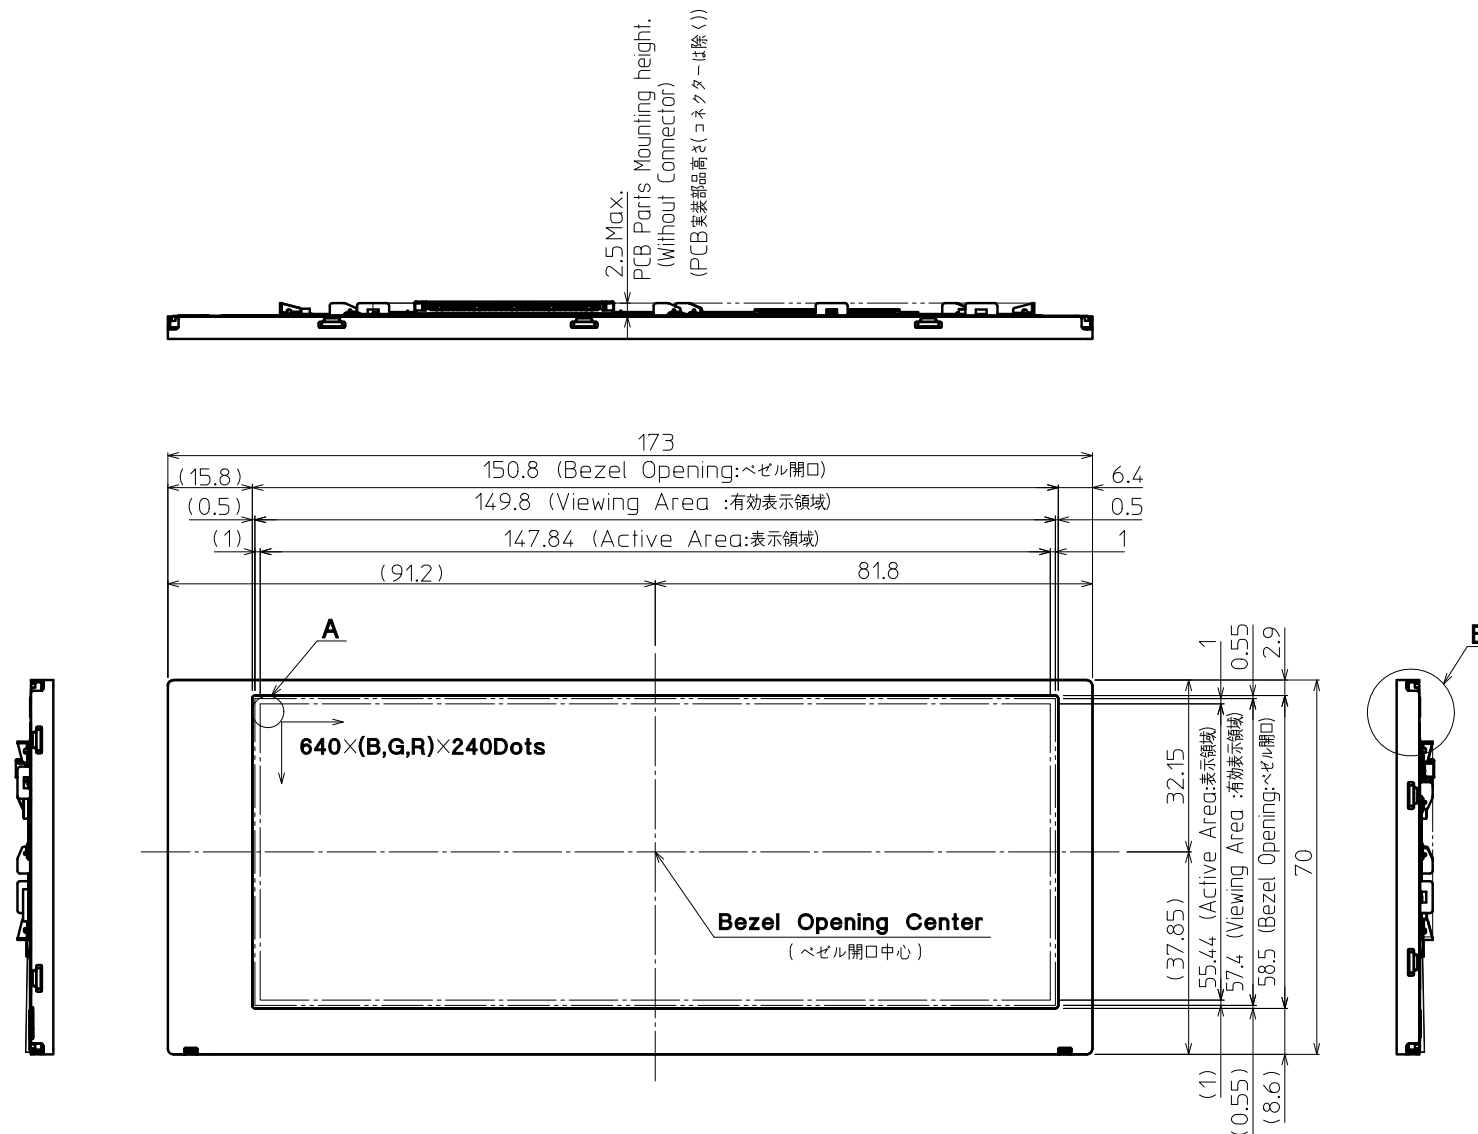 2.5Max.
PCB Parts Mounting height.
(Without Connector)
(PCB実装部品高さ(コネクターは除く))
173
(15.8)
150.8 (Bezel Opening:ベゼル開口)
6.4
(0.5)
149.8 (Viewing Area :有効表示領域)
0.5
(1)
147.84 (Active Area:表示領域)
1
(91.2)
81.8
A
640×(B,G,R)×240Dots
Bezel Opening Center
(ベゼル開口中心)
1
0.55
2.9
32.15
(37.85)
55.44 (Active Area:表示領域)
57.4 (Viewing Area :有効表示領域)
58.5 (Bezel Opening:ベゼル開口)
70
(1)
(0.55)
(8.6)